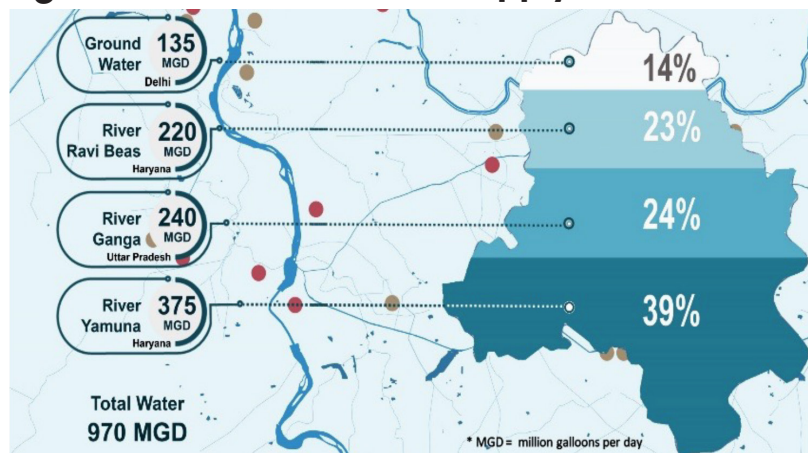 Ground
Water
135
MGD
Delhi
14%
River
Ravi Beas
220
MGD
Haryana
23%
River
Ganga
240
MGD
Uttar Pradesh
24%
River
Yamuna
375
MGD
Haryana
39%
Total Water
970 MGD
* MGD = million galloons per day